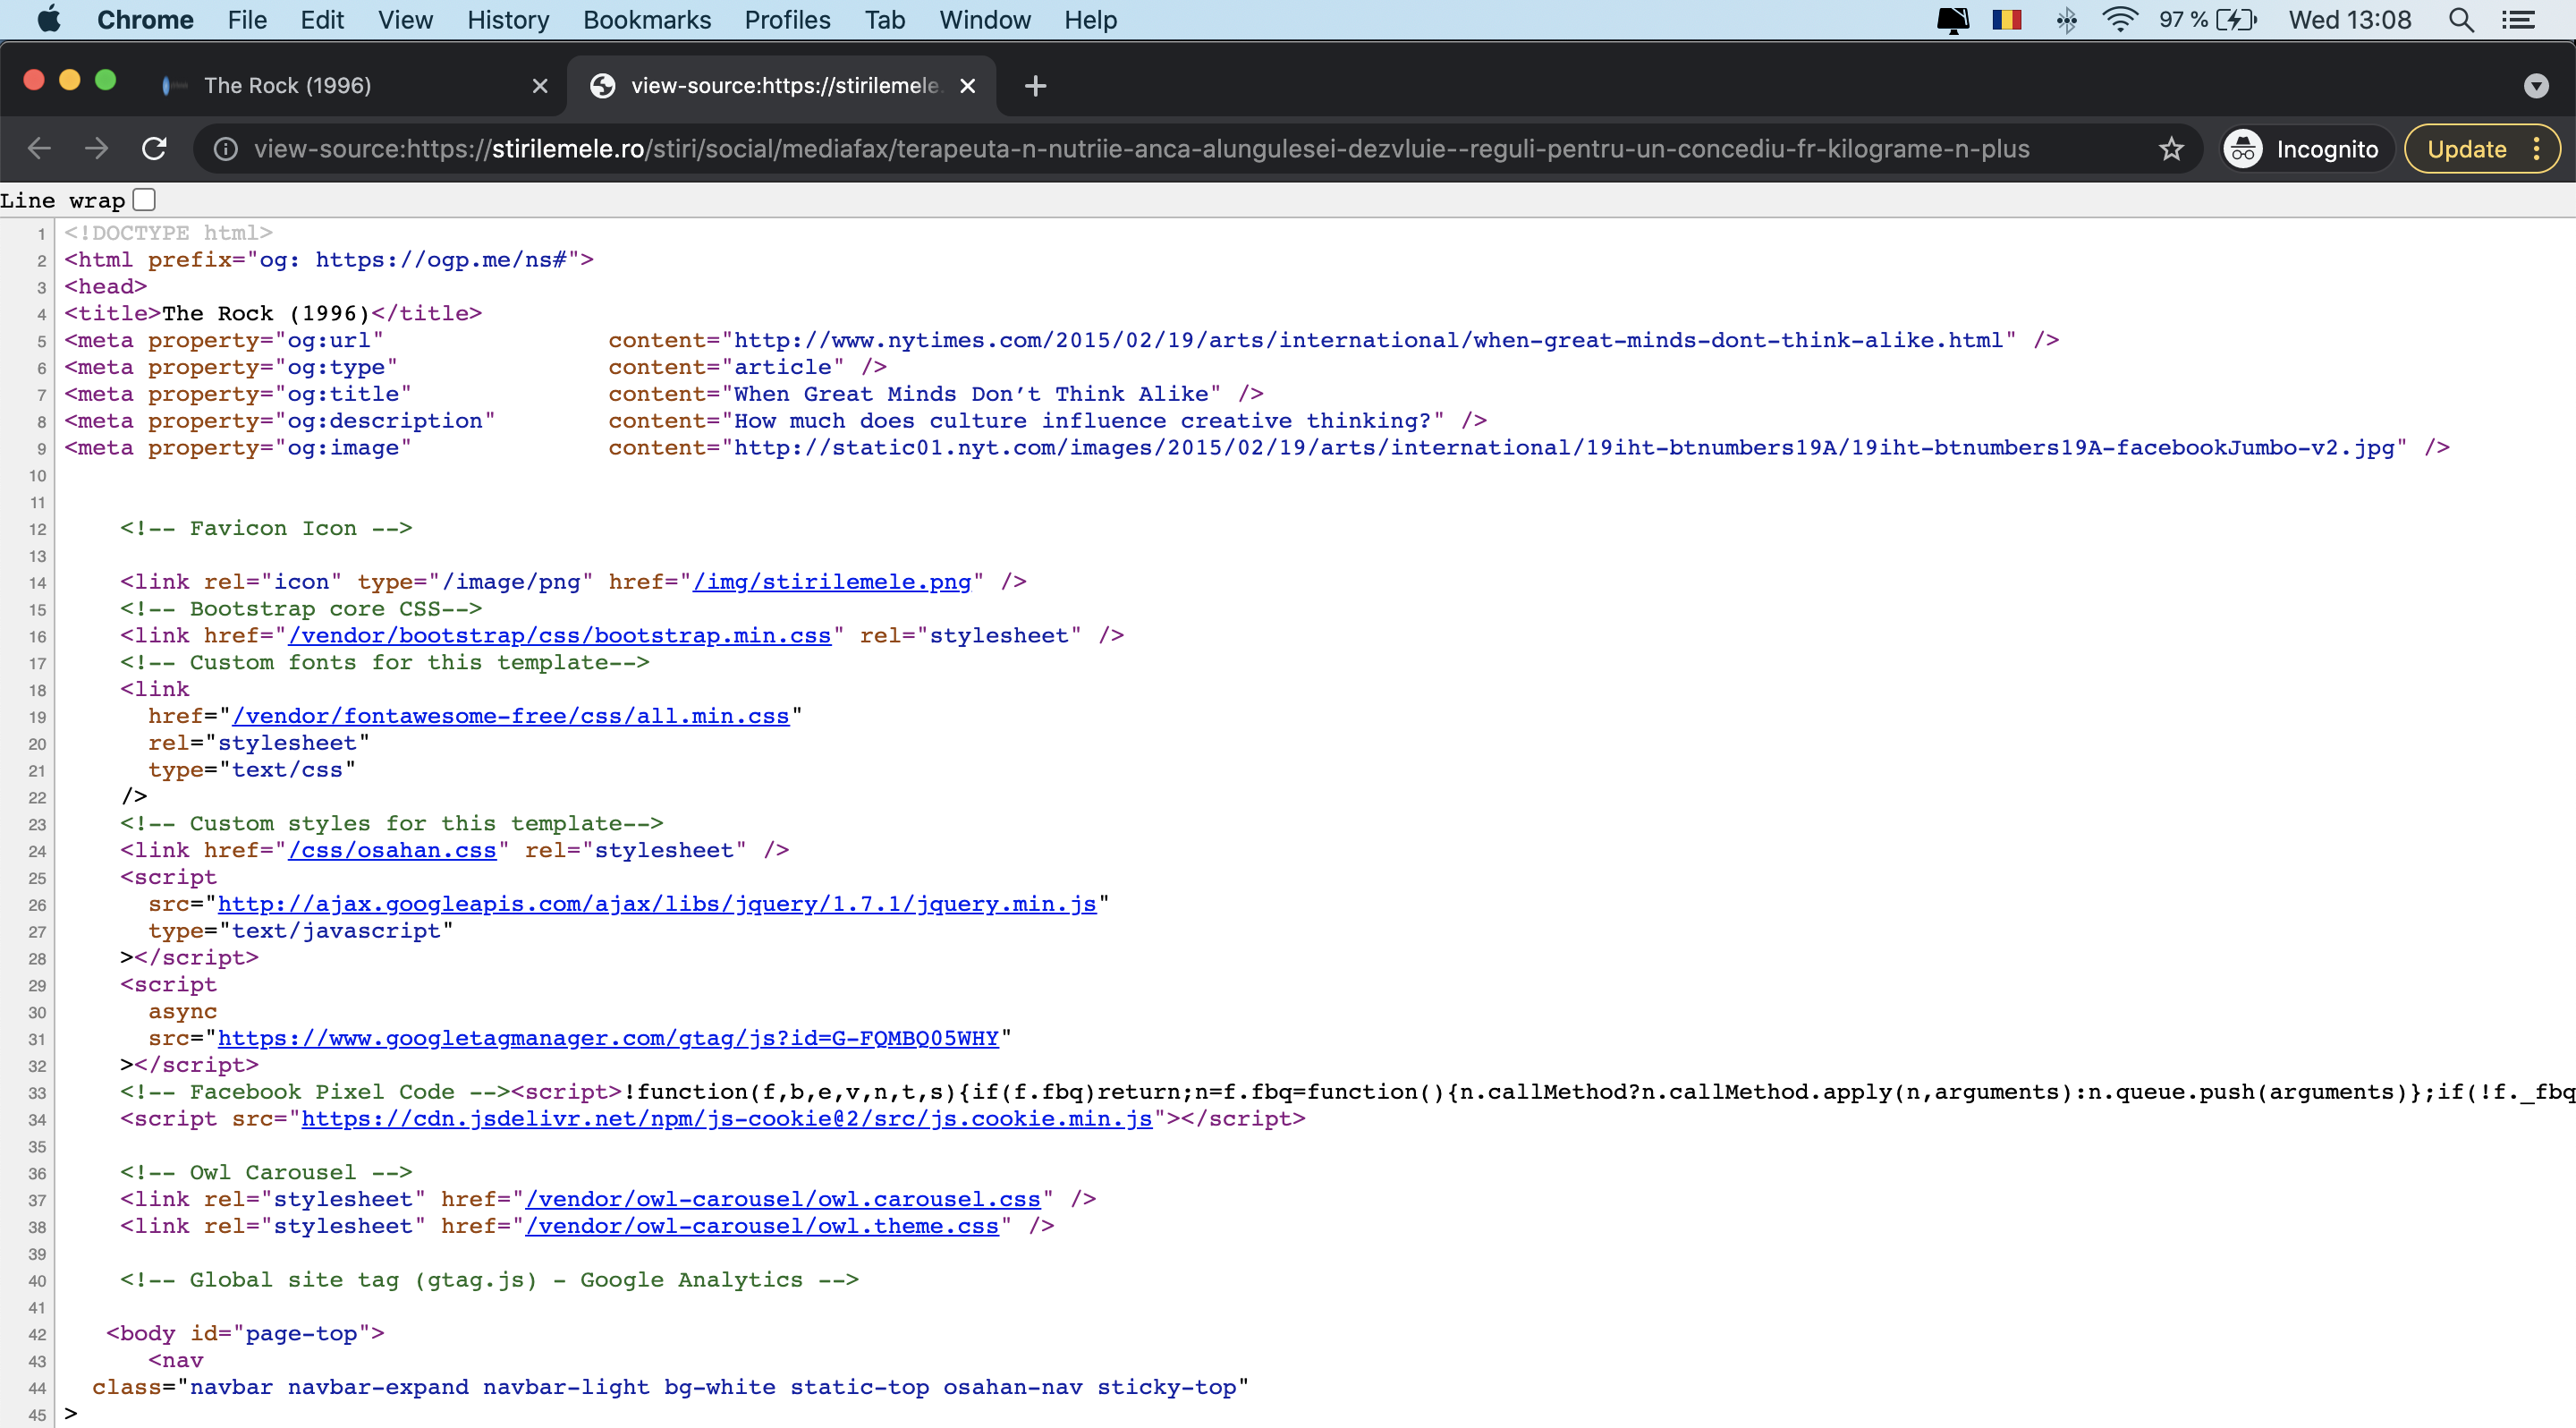 Chrome File Edit View History Bookmarks Profiles Tab Window Help 97 % Wed 13:08
The Rock (1996) view-source:https://stirilemele.
view-source:https://stirilemele.ro/stiri/social/mediafax/terapeuta-n-nutriie-anca-alungulesei-dezvluie--reguli-pentru-un-concediu-fr-kilograme-n-plus Incognito Update
Line wrap
1 <!DOCTYPE html>
2 <html prefix="og: https://ogp.me/ns#">
3 <head>
4 <title>The Rock (1996)</title>
5 <meta property="og:url" content="http://www.nytimes.com/2015/02/19/arts/international/when-great-minds-dont-think-alike.html" />
6 <meta property="og:type" content="article" />
7 <meta property="og:title" content="When Great Minds Don’t Think Alike" />
8 <meta property="og:description" content="How much does culture influence creative thinking?" />
9 <meta property="og:image" content="http://static01.nyt.com/images/2015/02/19/arts/international/19iht-btnumbers19A/19iht-btnumbers19A-facebookJumbo-v2.jpg" />
10
11
12 <!-- Favicon Icon -->
13
14 <link rel="icon" type="/image/png" href="/img/stirilemele.png" />
15 <!-- Bootstrap core CSS-->
16 <link href="/vendor/bootstrap/css/bootstrap.min.css" rel="stylesheet" />
17 <!-- Custom fonts for this template-->
18 <link
19 href="/vendor/fontawesome-free/css/all.min.css"
20 rel="stylesheet"
21 type="text/css"
22 />
23 <!-- Custom styles for this template-->
24 <link href="/css/osahan.css" rel="stylesheet" />
25 <script
26 src="http://ajax.googleapis.com/ajax/libs/jquery/1.7.1/jquery.min.js"
27 type="text/javascript"
28 ></script>
29 <script
30 async
31 src="https://www.googletagmanager.com/gtag/js?id=G-FQMBQ05WHY"
32 ></script>
33 <!-- Facebook Pixel Code --><script>!function(f,b,e,v,n,t,s){if(f.fbq)return;n=f.fbq=function(){n.callMethod?n.callMethod.apply(n,arguments):n.queue.push(arguments)};if(!f._fbq
34 <script src="https://cdn.jsdelivr.net/npm/js-cookie@2/src/js.cookie.min.js"></script>
35
36 <!-- Owl Carousel -->
37 <link rel="stylesheet" href="/vendor/owl-carousel/owl.carousel.css" />
38 <link rel="stylesheet" href="/vendor/owl-carousel/owl.theme.css" />
39
40 <!-- Global site tag (gtag.js) - Google Analytics -->
41
42 <body id="page-top">
43 <nav
44 class="navbar navbar-expand navbar-light bg-white static-top osahan-nav sticky-top"
45 >